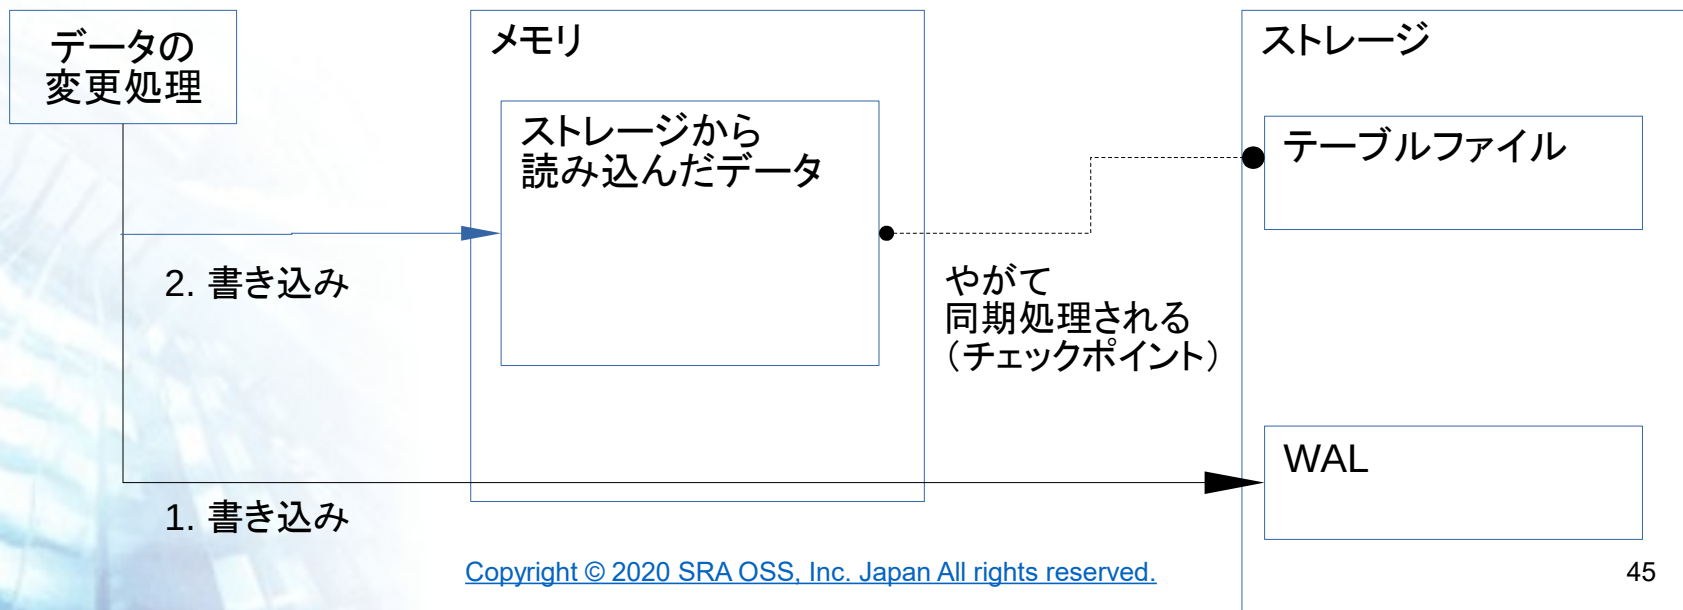 データの
変更処理
メモリ
ストレージ
ストレージから
読み込んだデータ
テーブルファイル
2. 書き込み
やがて
同期処理される
（チェックポイント）
WAL
1. 書き込み
Copyright © 2020 SRA OSS, Inc. Japan All rights reserved.
45